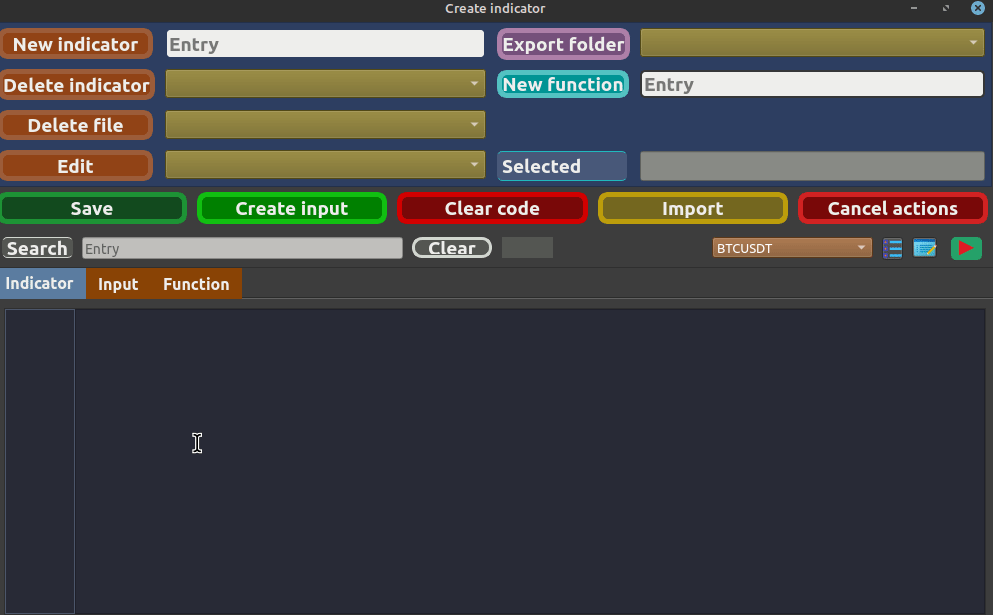 Create indicator
New indicator Entry Export folder
Delete indicator New function Entry
Delete file
Edit Selected
Save Create input Clear code Import Cancel actions
Search Entry Clear BTCUSDT
Indicator Input Function